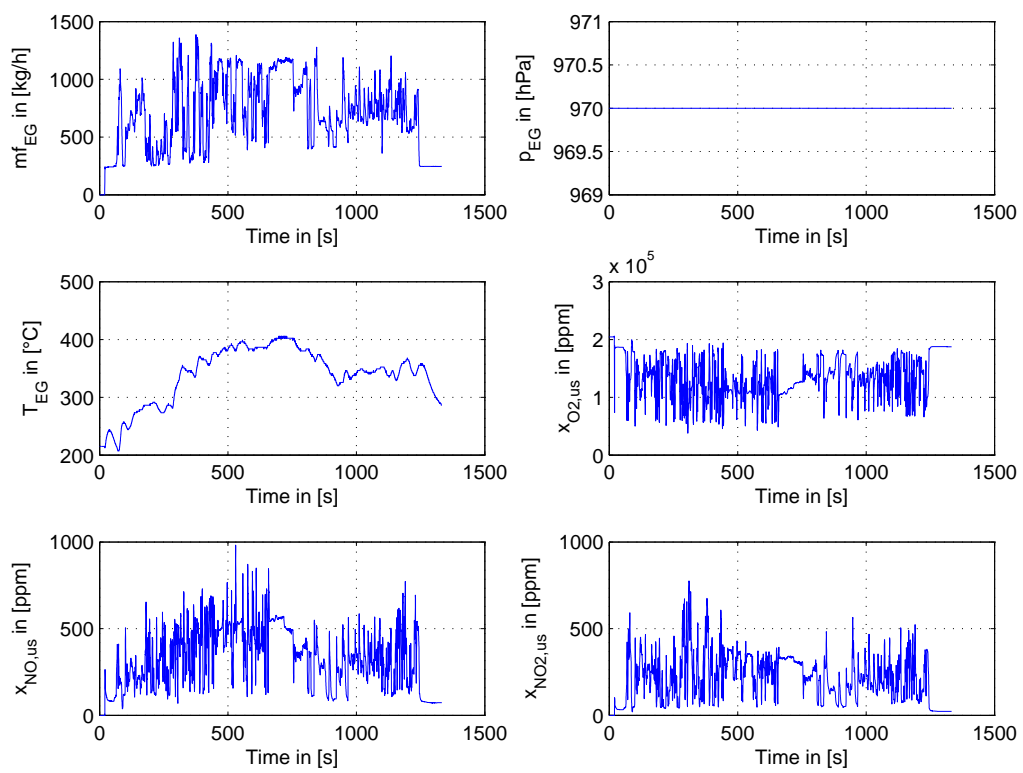 1500
1000
500
0
0 500 1000 1500
mf_EG in [kg/h]
Time in [s]
971
970.5
970
969.5
969
0 500 1000 1500
p_EG in [hPa]
Time in [s]
500
400
300
200
0 500 1000 1500
T_EG in [°C]
Time in [s]
x 10^5
3
2
1
0
0 500 1000 1500
x_O2,us in [ppm]
Time in [s]
1000
500
0
0 500 1000 1500
x_NO,us in [ppm]
Time in [s]
1000
500
0
0 500 1000 1500
x_NO2,us in [ppm]
Time in [s]